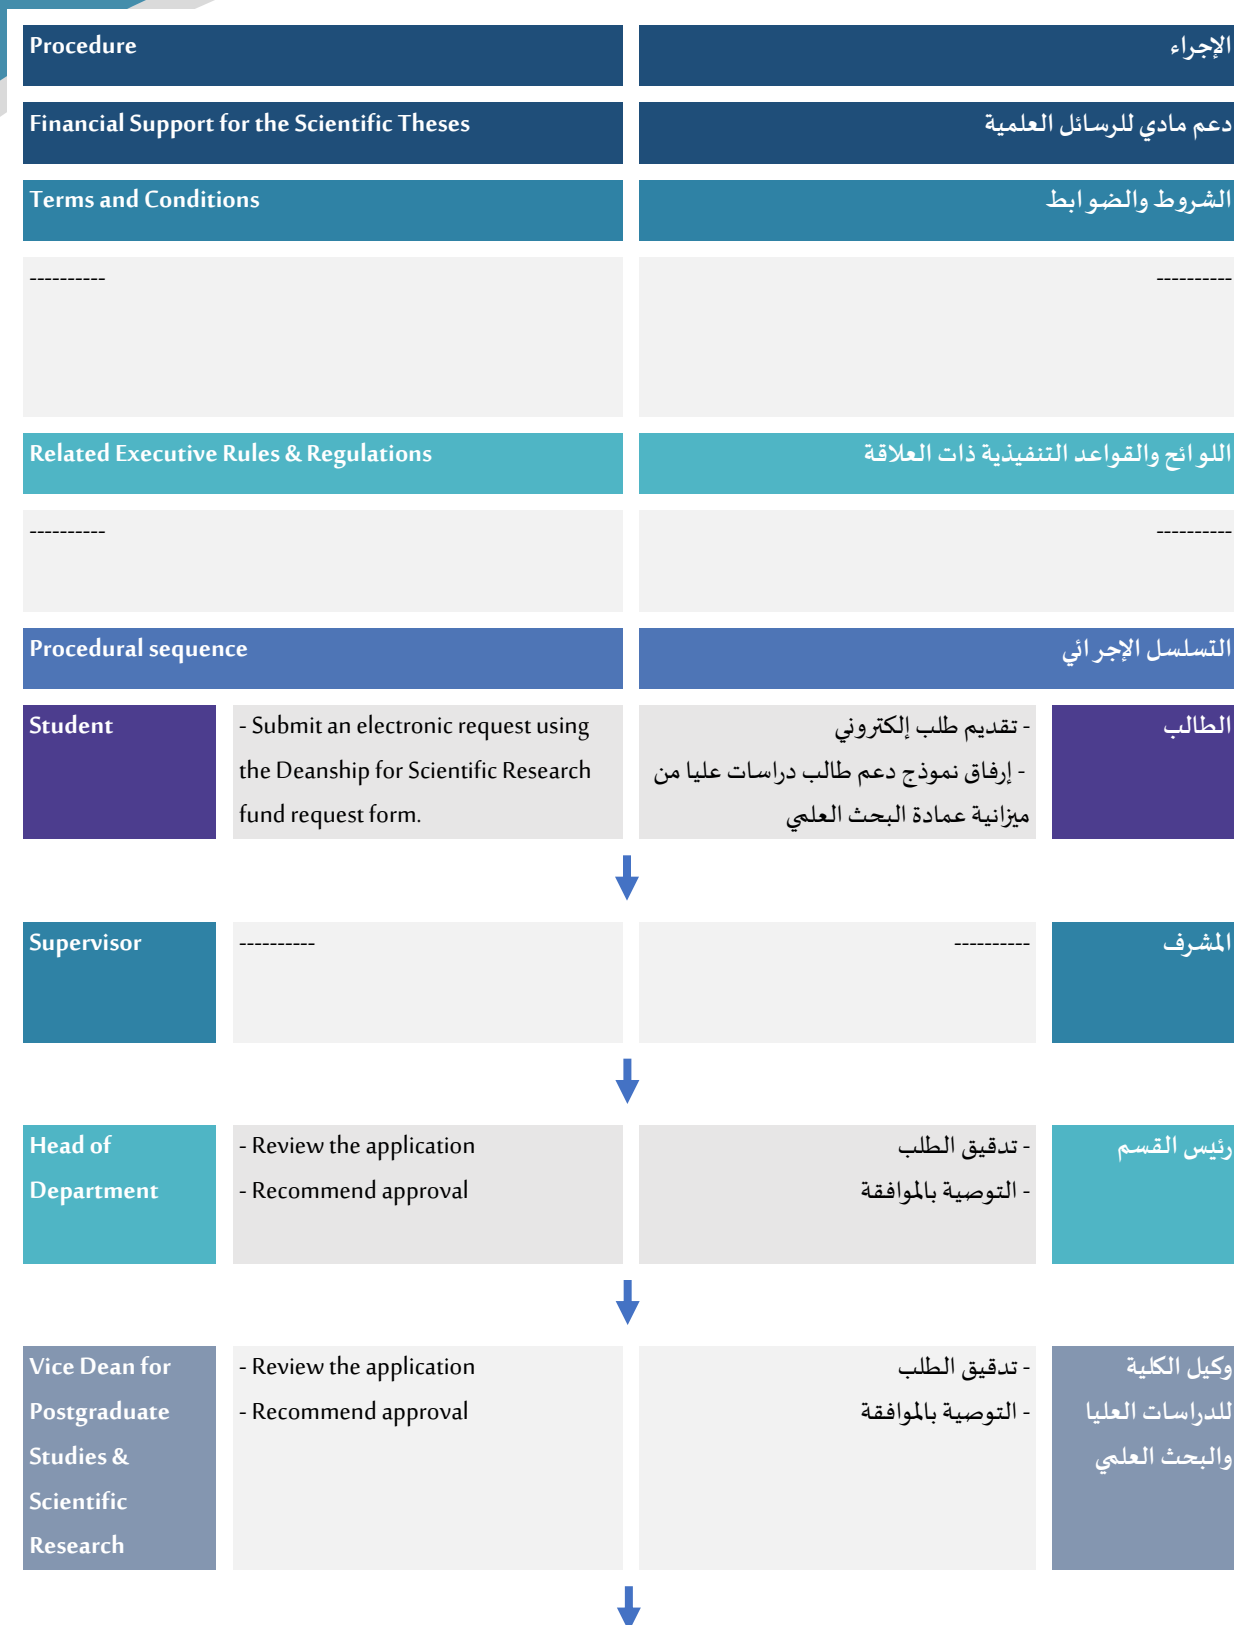 Procedure
الإجراء
Financial Support for the Scientific Theses
دعم مادي للرسائل العلمية
Terms and Conditions
الشروط والضوابط
----------
----------
Related Executive Rules & Regulations
اللوائح والقواعد التنفيذية ذات العلاقة
----------
----------
Procedural sequence
التسلسل الإجرائي
Student
- Submit an electronic request using
the Deanship for Scientific Research
fund request form.
- تقديم طلب إلكتروني
- إرفاق نموذج دعم طالب دراسات عليا من
ميزانية عمادة البحث العلمي
الطالب
Supervisor
----------
----------
المشرف
Head of
Department
- Review the application
- Recommend approval
- تدقيق الطلب
- التوصية بالموافقة
رئيس القسم
Vice Dean for
Postgraduate
Studies &
Scientific
Research
- Review the application
- Recommend approval
- تدقيق الطلب
- التوصية بالموافقة
وكيل الكلية
للدراسات العليا
والبحث العلمي